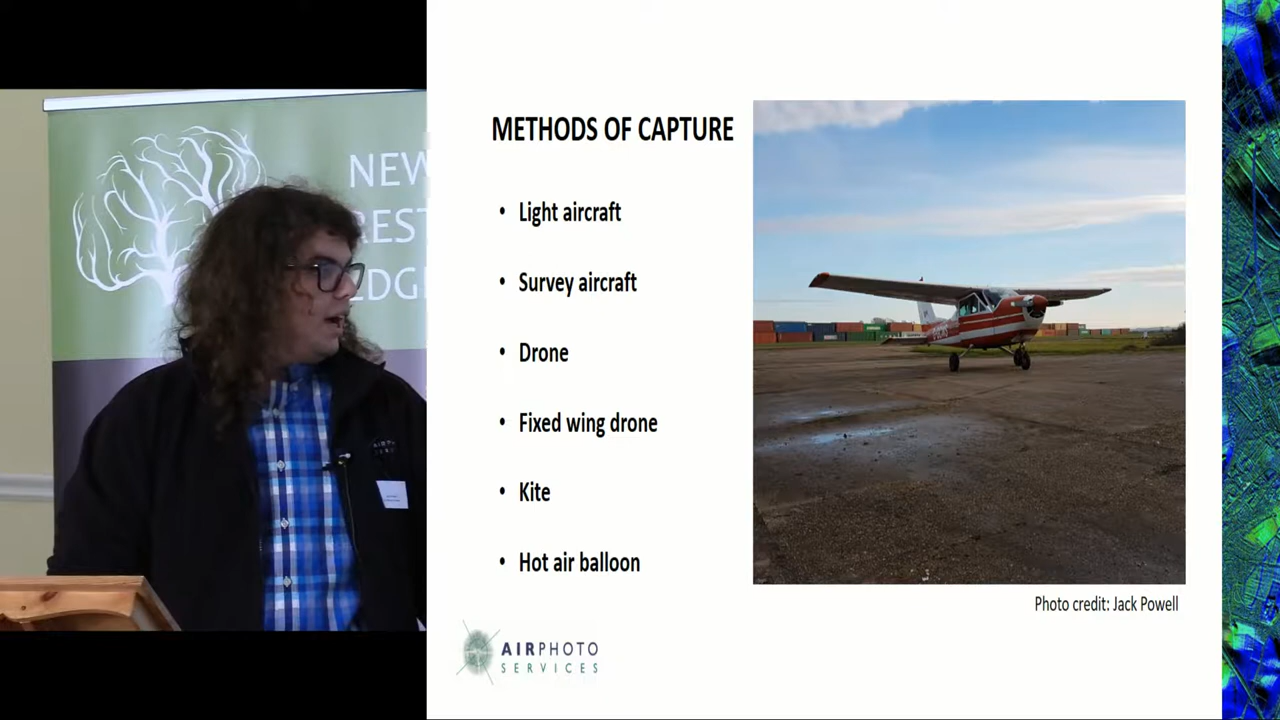 NEW
REST
EDGE
METHODS OF CAPTURE
• Light aircraft
• Survey aircraft
• Drone
• Fixed wing drone
• Kite
• Hot air balloon
Photo credit: Jack Powell
AIRPHOTO
SERVICES